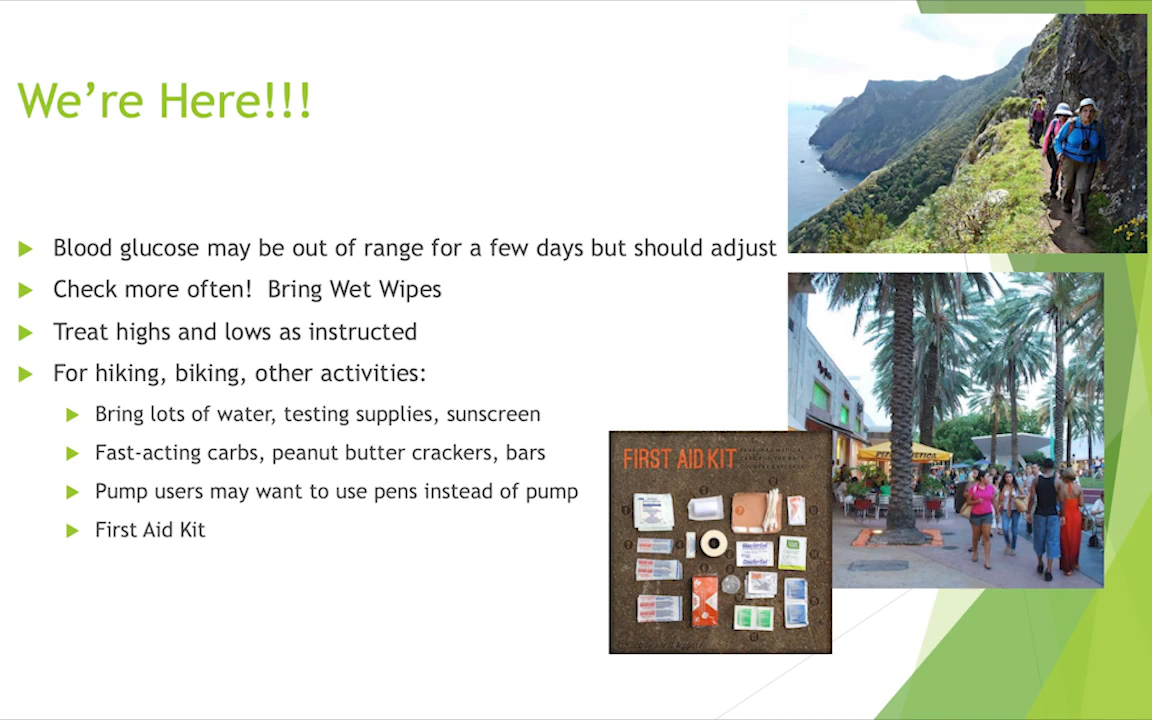 We're Here!!!
Blood glucose may be out of range for a few days but should adjust
Check more often!  Bring Wet Wipes
Treat highs and lows as instructed
For hiking, biking, other activities:
Bring lots of water, testing supplies, sunscreen
Fast-acting carbs, peanut butter crackers, bars
Pump users may want to use pens instead of pump
First Aid Kit
FIRST AID KIT